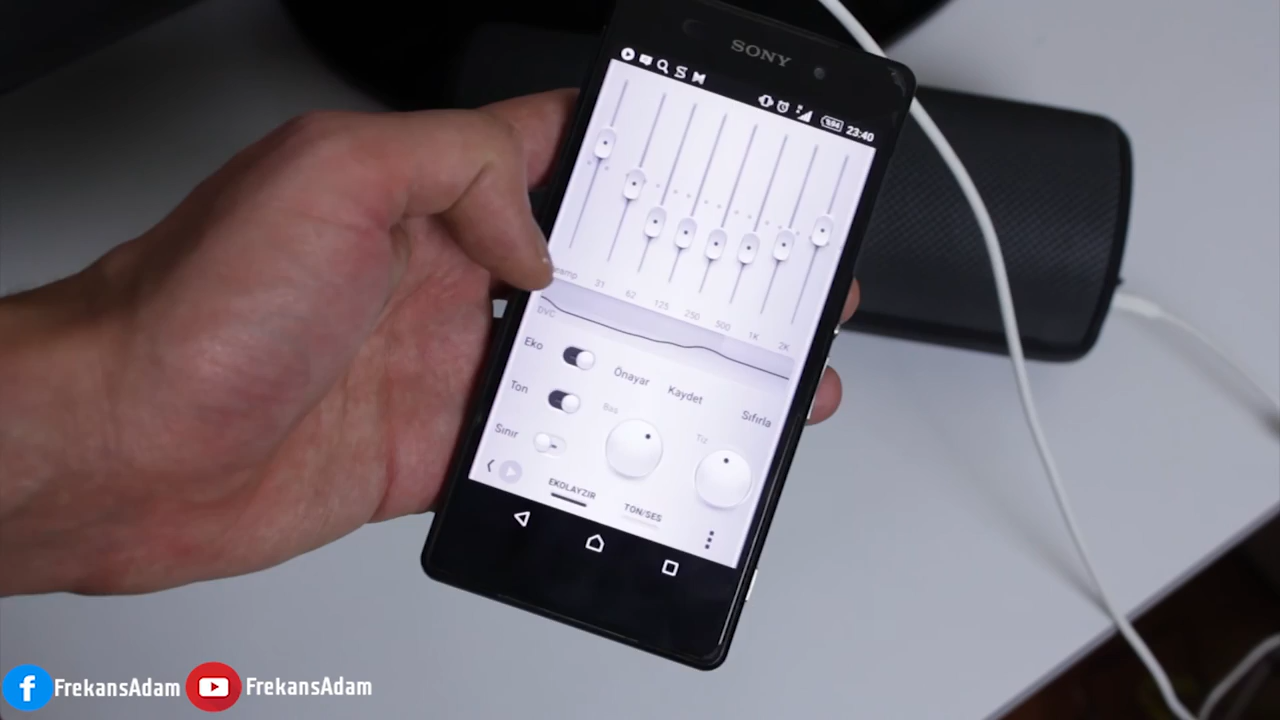 SONY
23:40
31 62 125 250 500 1K 2K
DVC
Eko
Önayar Kaydet Sıfırla
Ton
Bas
Tiz
Sınır
EKOLAYZIR
TON/SES
FrekansAdam
FrekansAdam